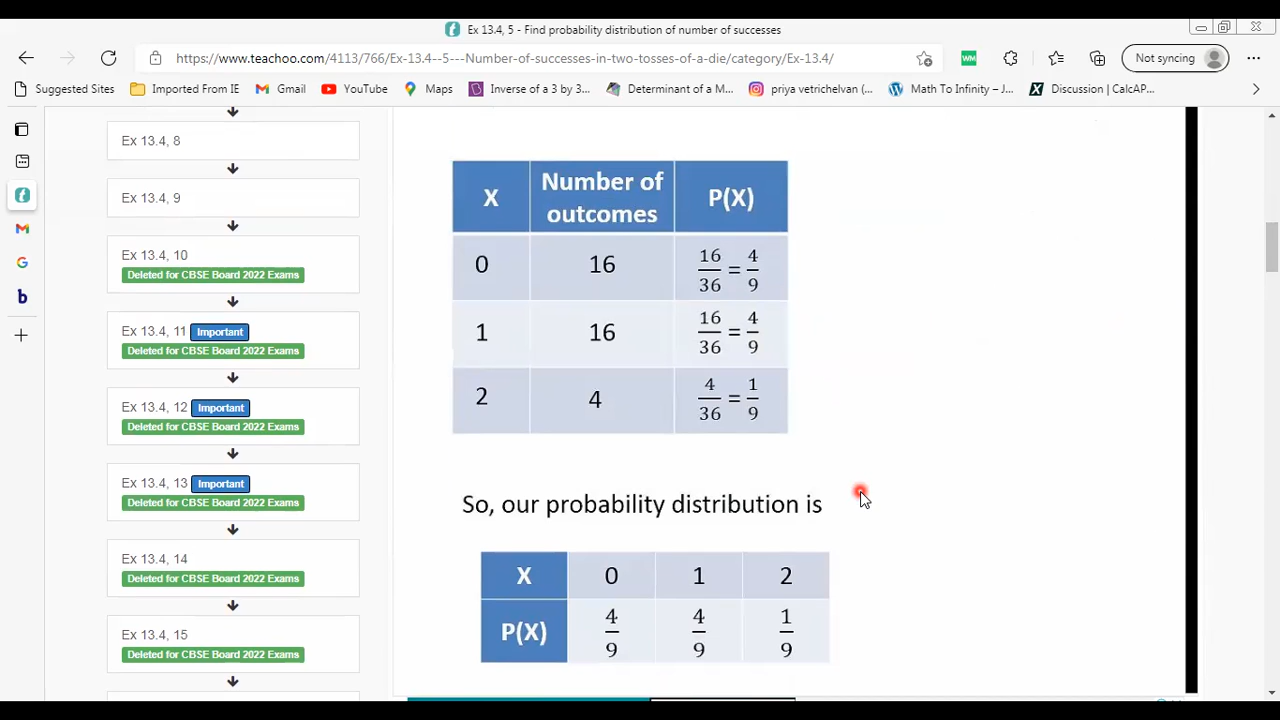 Ex 13.4, 5 - Find probability distribution of number of successes
https://www.teachoo.com/4113/766/Ex-13.4--5---Number-of-successes-in-two-tosses-of-a-die/category/Ex-13.4/
Not syncing
Suggested Sites
Imported From IE
Gmail
YouTube
Maps
Inverse of a 3 by 3...
Determinant of a M...
priya vetrichelvan (...
Math To Infinity – J...
Discussion | CalcAP...
Ex 13.4, 8
Ex 13.4, 9
Ex 13.4, 10
Deleted for CBSE Board 2022 Exams
Ex 13.4, 11 Important
Deleted for CBSE Board 2022 Exams
Ex 13.4, 12 Important
Deleted for CBSE Board 2022 Exams
Ex 13.4, 13 Important
Deleted for CBSE Board 2022 Exams
Ex 13.4, 14
Deleted for CBSE Board 2022 Exams
Ex 13.4, 15
Deleted for CBSE Board 2022 Exams
X Number of outcomes P(X)
0 16 16/36 = 4/9
1 16 16/36 = 4/9
2 4 4/36 = 1/9
So, our probability distribution is
X 0 1 2
P(X) 4/9 4/9 1/9